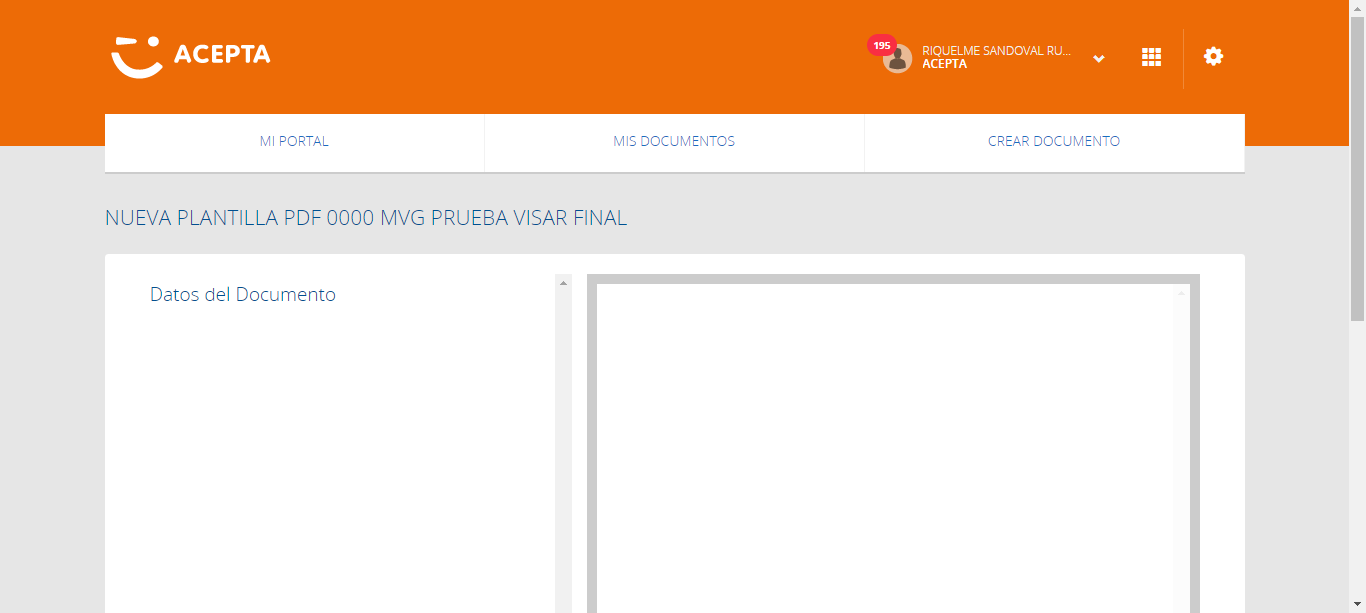 ACEPTA
195
RIQUELME SANDOVAL RU...
ACEPTA
MI PORTAL
MIS DOCUMENTOS
CREAR DOCUMENTO
NUEVA PLANTILLA PDF 0000 MVG PRUEBA VISAR FINAL
Datos del Documento